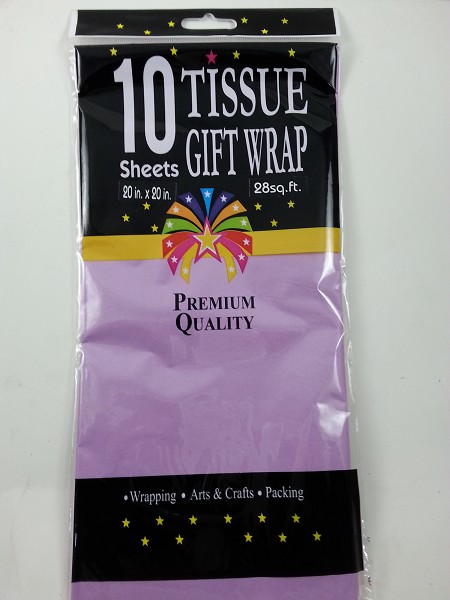 10 TISSUE
Sheets GIFT WRAP
20 in. x 20 in. 28sq.ft.
PREMIUM
QUALITY
• Wrapping • Arts & Crafts • Packing